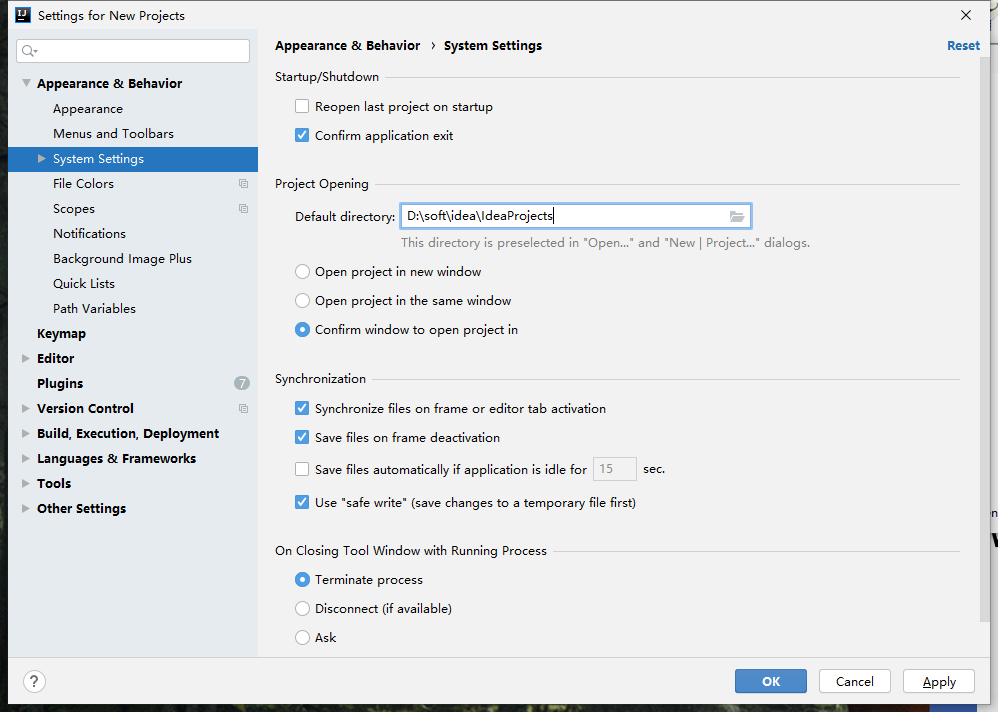 Settings for New Projects
Appearance & Behavior › System Settings
Reset
Appearance & Behavior
Appearance
Menus and Toolbars
System Settings
File Colors
Scopes
Notifications
Background Image Plus
Quick Lists
Path Variables
Keymap
Editor
Plugins 7
Version Control
Build, Execution, Deployment
Languages & Frameworks
Tools
Other Settings
Startup/Shutdown
Reopen last project on startup
Confirm application exit
Project Opening
Default directory: D:\soft\idea\IdeaProjects
This directory is preselected in "Open..." and "New | Project..." dialogs.
Open project in new window
Open project in the same window
Confirm window to open project in
Synchronization
Synchronize files on frame or editor tab activation
Save files on frame deactivation
Save files automatically if application is idle for 15 sec.
Use "safe write" (save changes to a temporary file first)
On Closing Tool Window with Running Process
Terminate process
Disconnect (if available)
Ask
?
OK
Cancel
Apply